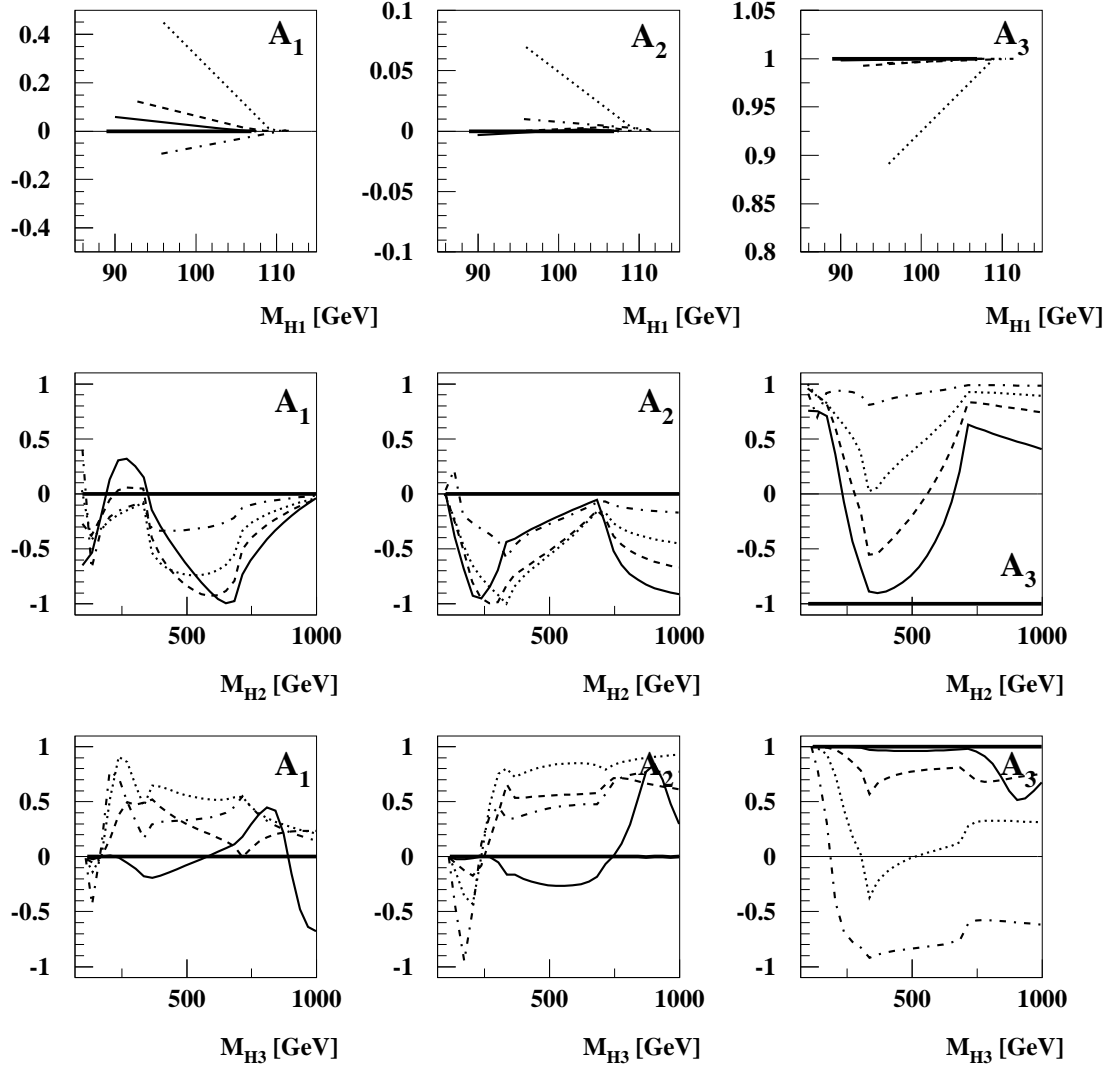 A1 A2 A3
0.4 0.1 1.05
0.2 0.05 1
0 0 0.95
-0.2 -0.05 0.9
-0.4 -0.1 0.85
0.8
90 100 110 90 100 110 90 100 110
MH1 [GeV] MH1 [GeV] MH1 [GeV]
A1 A2 A3
1 1 1
0.5 0.5 0.5
0 0 0
-0.5 -0.5 -0.5
-1 -1 -1
500 1000 500 1000 500 1000
MH2 [GeV] MH2 [GeV] MH2 [GeV]
A1 A2 A3
1 1 1
0.5 0.5 0.5
0 0 0
-0.5 -0.5 -0.5
-1 -1 -1
500 1000 500 1000 500 1000
MH3 [GeV] MH3 [GeV] MH3 [GeV]